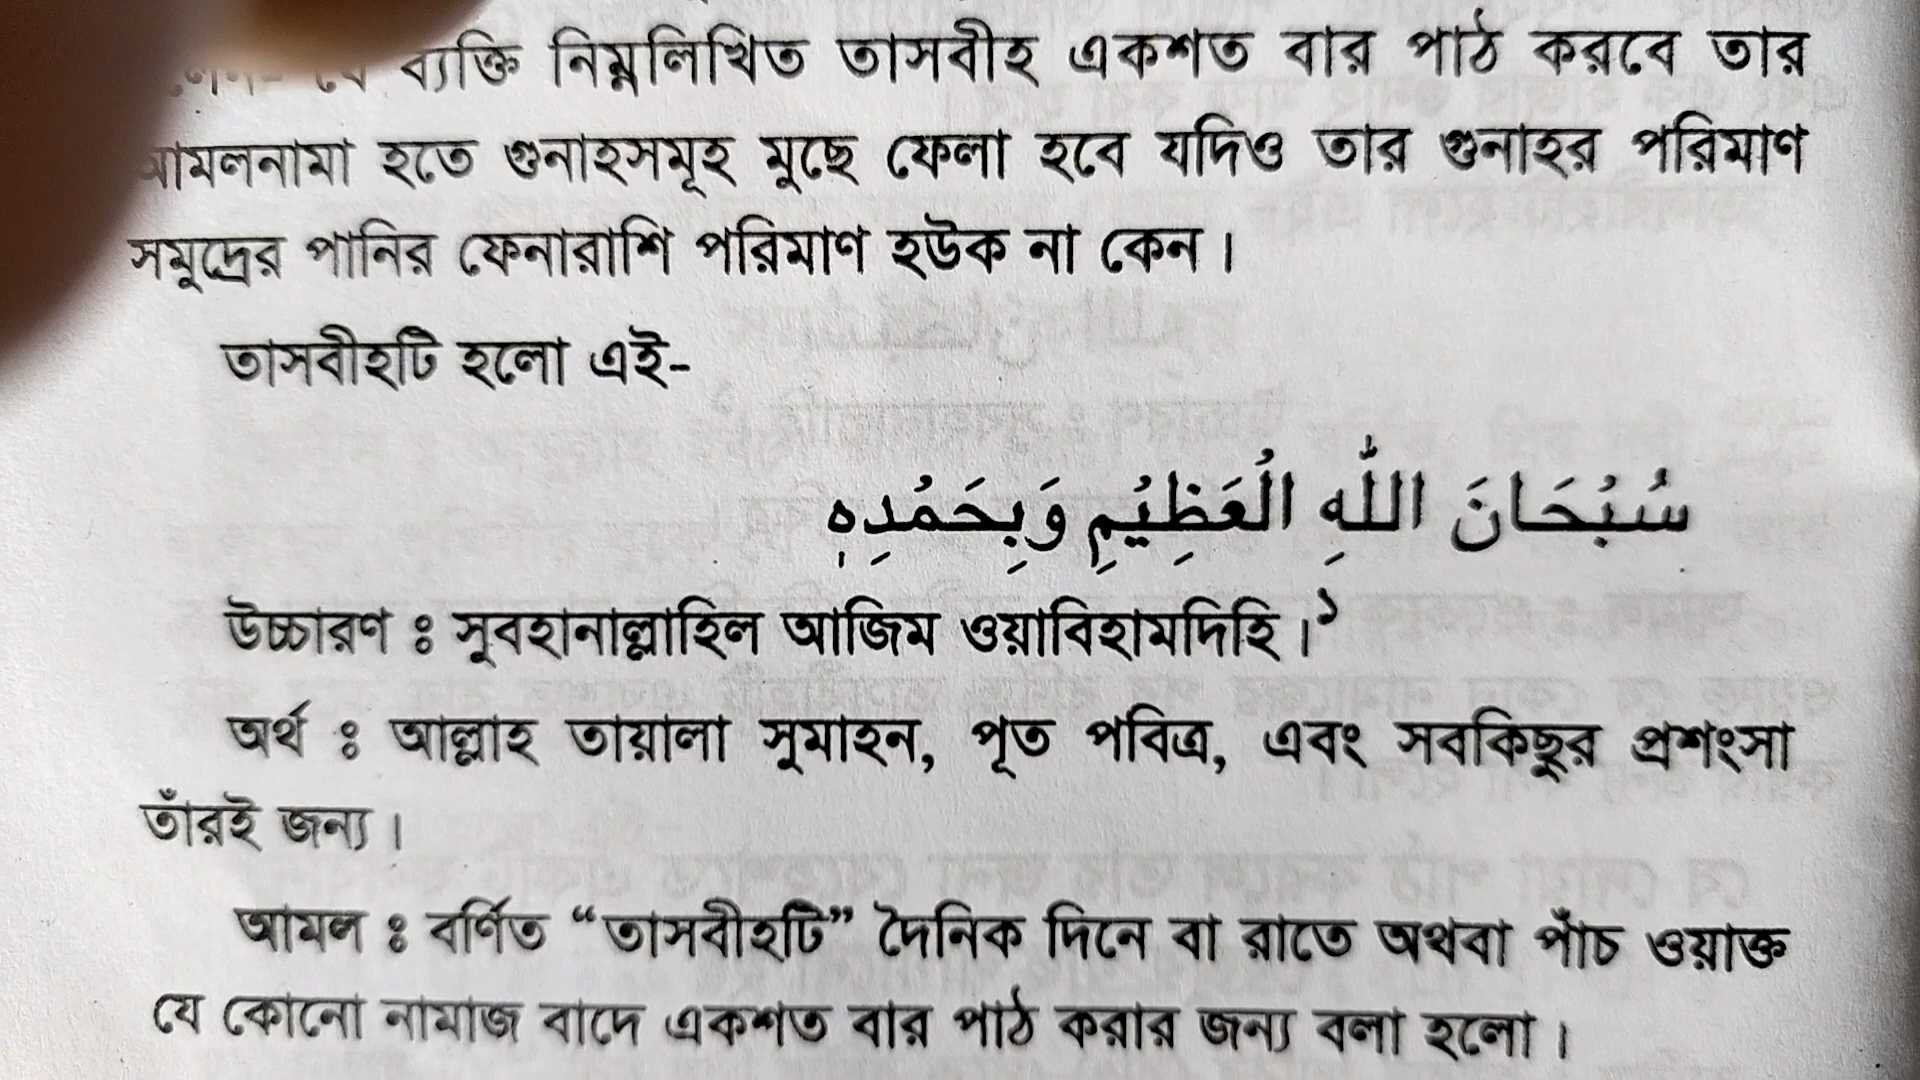 ব্যক্তি নিম্নলিখিত তাসবীহ একশত বার পাঠ করবে তার
আমলনামা হতে গুনাহসমূহ মুছে ফেলা হবে যদিও তার গুনাহর পরিমাণ
সমুদ্রের পানির ফেনারাশি পরিমাণ হউক না কেন।
তাসবীহটি হলো এই-
سُبْحَانَ اللّٰهِ الْعَظِيْمِ وَبِحَمْدِهٖ
উচ্চারণ ঃ সুবহানাল্লাহিল আজিম ওয়াবিহামদিহি।১
অর্থ ঃ আল্লাহ তায়ালা সুমাহন, পূত পবিত্র, এবং সবকিছুর প্রশংসা
তাঁরই জন্য।
আমল ঃ বর্ণিত “তাসবীহটি” দৈনিক দিনে বা রাতে অথবা পাঁচ ওয়াক্ত
যে কোনো নামাজ বাদে একশত বার পাঠ করার জন্য বলা হলো।